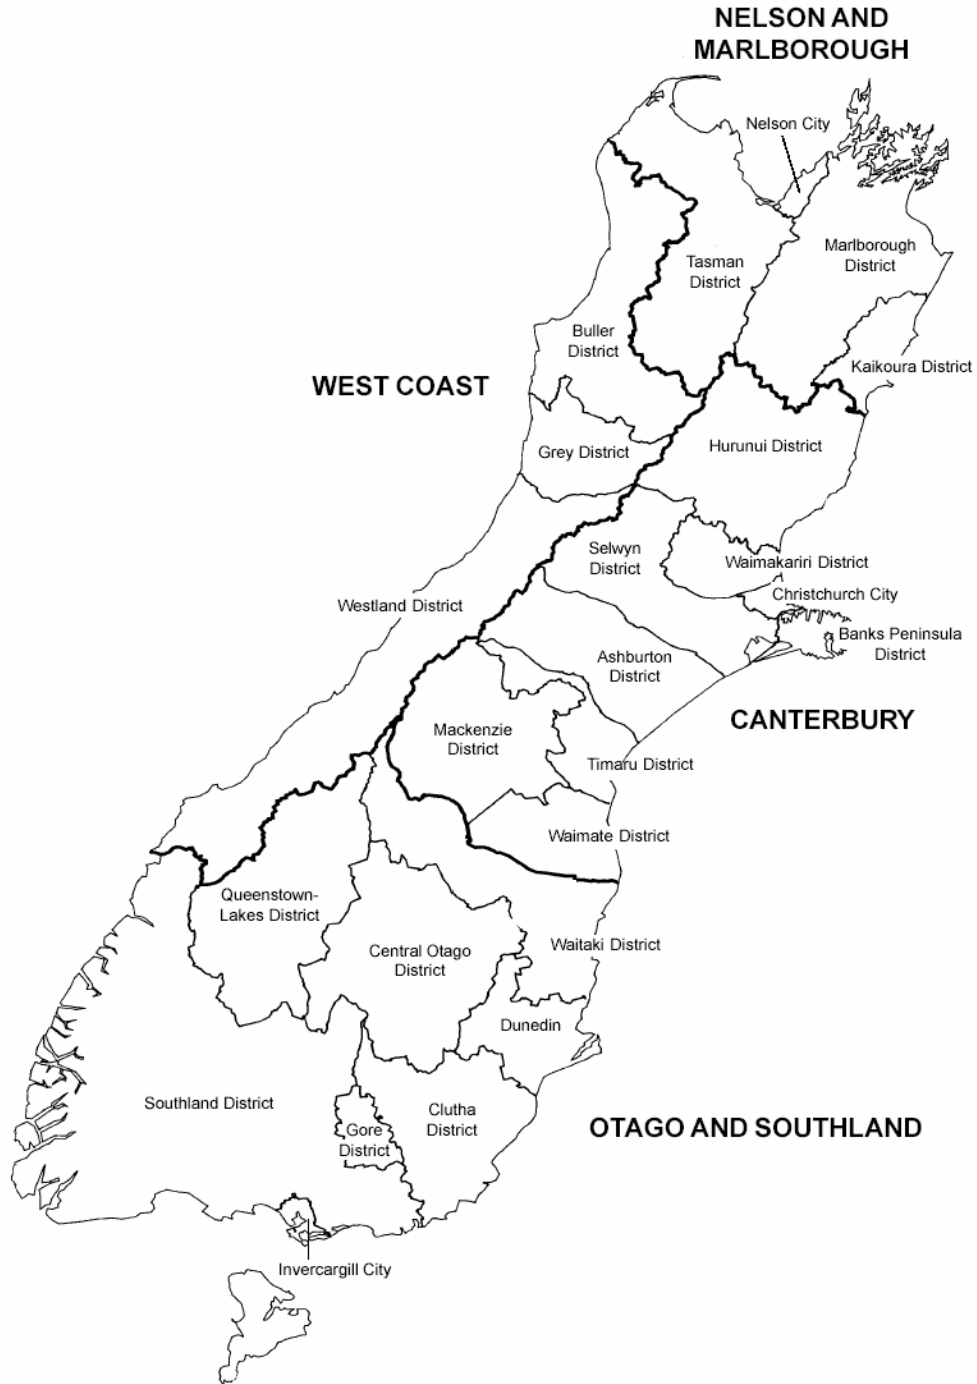 NELSON AND
MARLBOROUGH
Nelson City
Marlborough
District
Tasman
District
Buller
District
Kaikoura District
WEST COAST
Hurunui District
Grey District
Selwyn
District
Waimakariri District
Christchurch City
Westland District
Banks Peninsula
District
Ashburton
District
CANTERBURY
Mackenzie
District
Timaru District
Waimate District
Queenstown-
Lakes District
Waitaki District
Central Otago
District
Dunedin
Southland District
Clutha
District
Gore
District
OTAGO AND SOUTHLAND
Invercargill City